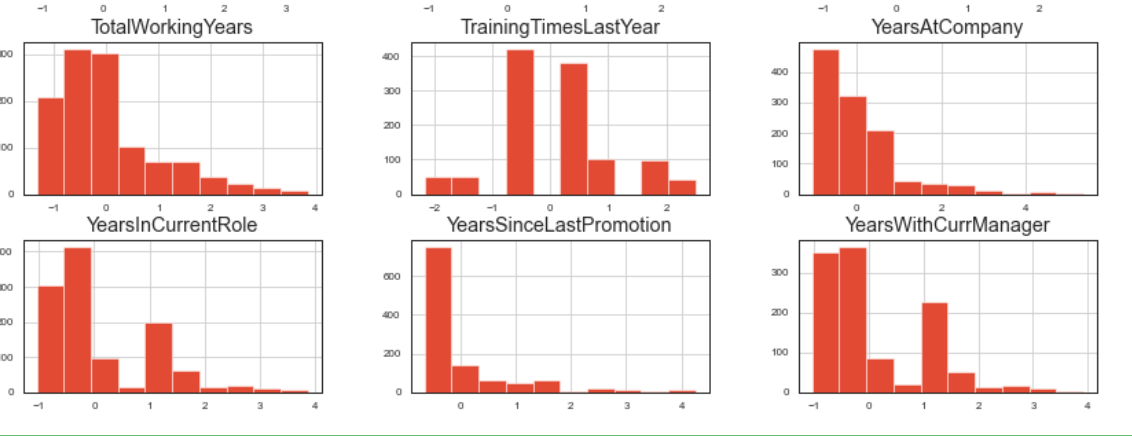 −1 0 1 2 3 −1 0 1 2 −1 0 1 2
TotalWorkingYears TrainingTimesLastYear YearsAtCompany
400 400
300 300
200 200
100 100
0 0 0
−1 0 1 2 3 4 −2 −1 0 1 2 0 2 4
YearsInCurrentRole YearsSinceLastPromotion YearsWithCurrManager
600 300
400 200
200 100
0 0 0
−1 0 1 2 3 4 0 1 2 3 4 −1 0 1 2 3 4